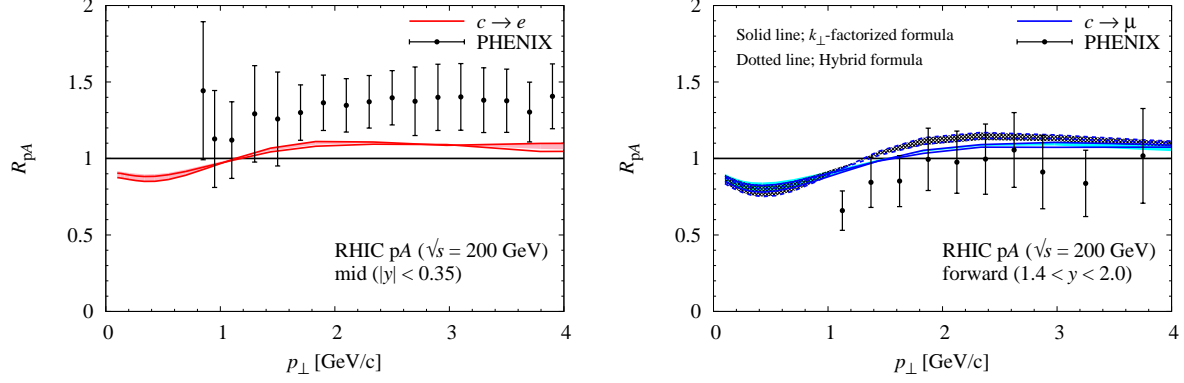 2
1.5
1
0.5
0
0
1
2
3
4
R_pA
p⊥ [GeV/c]
c → e
PHENIX
RHIC pA (√s = 200 GeV)
mid (|y| < 0.35)
2
1.5
1
0.5
0
0
1
2
3
4
R_pA
p⊥ [GeV/c]
c → μ
PHENIX
Solid line; k⊥-factorized formula
Dotted line; Hybrid formula
RHIC pA (√s = 200 GeV)
forward (1.4 < y < 2.0)